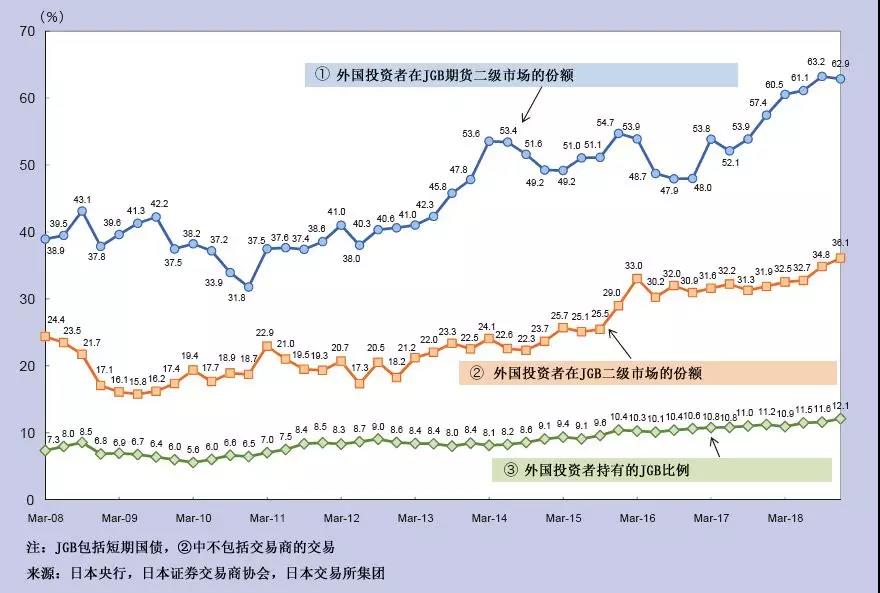 (%)
70
① 外国投资者在JGB期货二级市场的份额
63.2 62.9
61.1
60.5
60
57.4
54.7
53.6 53.4 53.9 53.8 53.9
51.6 51.0 51.1 52.1
50
49.2 49.2 48.7 47.9 48.0
47.8
45.8
43.1 42.2 42.3
39.5 39.6 41.3 41.0 40.3 40.6 41.0
40
38.9 37.8 37.5 38.2 37.2 37.5 37.6 37.4 38.6 38.0
33.9 31.8
36.1
34.8
33.0 32.0 31.6 32.2 31.9 32.5 32.7
30
29.0 30.2 30.9 31.3
24.4 23.5 21.7 22.9 21.0 20.7 20.5 21.2 22.0 23.3 22.5 24.1 22.6 22.3 23.7 25.7 25.1 25.5
20
17.1 16.1 15.8 16.2 17.4 19.4 17.7 18.9 18.7 19.5 19.3 17.3 18.2
② 外国投资者在JGB二级市场的份额
10
7.3 8.0 8.5 6.8 6.9 6.7 6.4 6.0 5.6 6.0 6.6 6.5 7.0 7.5 8.4 8.5 8.3 8.7 9.0 8.6 8.4 8.4 8.0 8.4 8.1 8.2 8.6 9.1 9.4 9.1 9.6 10.4 10.3 10.1 10.4 10.6 10.8 10.8 11.0 11.2 10.9 11.5 11.6 12.1
③ 外国投资者持有的JGB比例
0
Mar-08 Mar-09 Mar-10 Mar-11 Mar-12 Mar-13 Mar-14 Mar-15 Mar-16 Mar-17 Mar-18
注：JGB包括短期国债，②中不包括交易商的交易
来源：日本央行，日本证券交易商协会，日本交易所集团